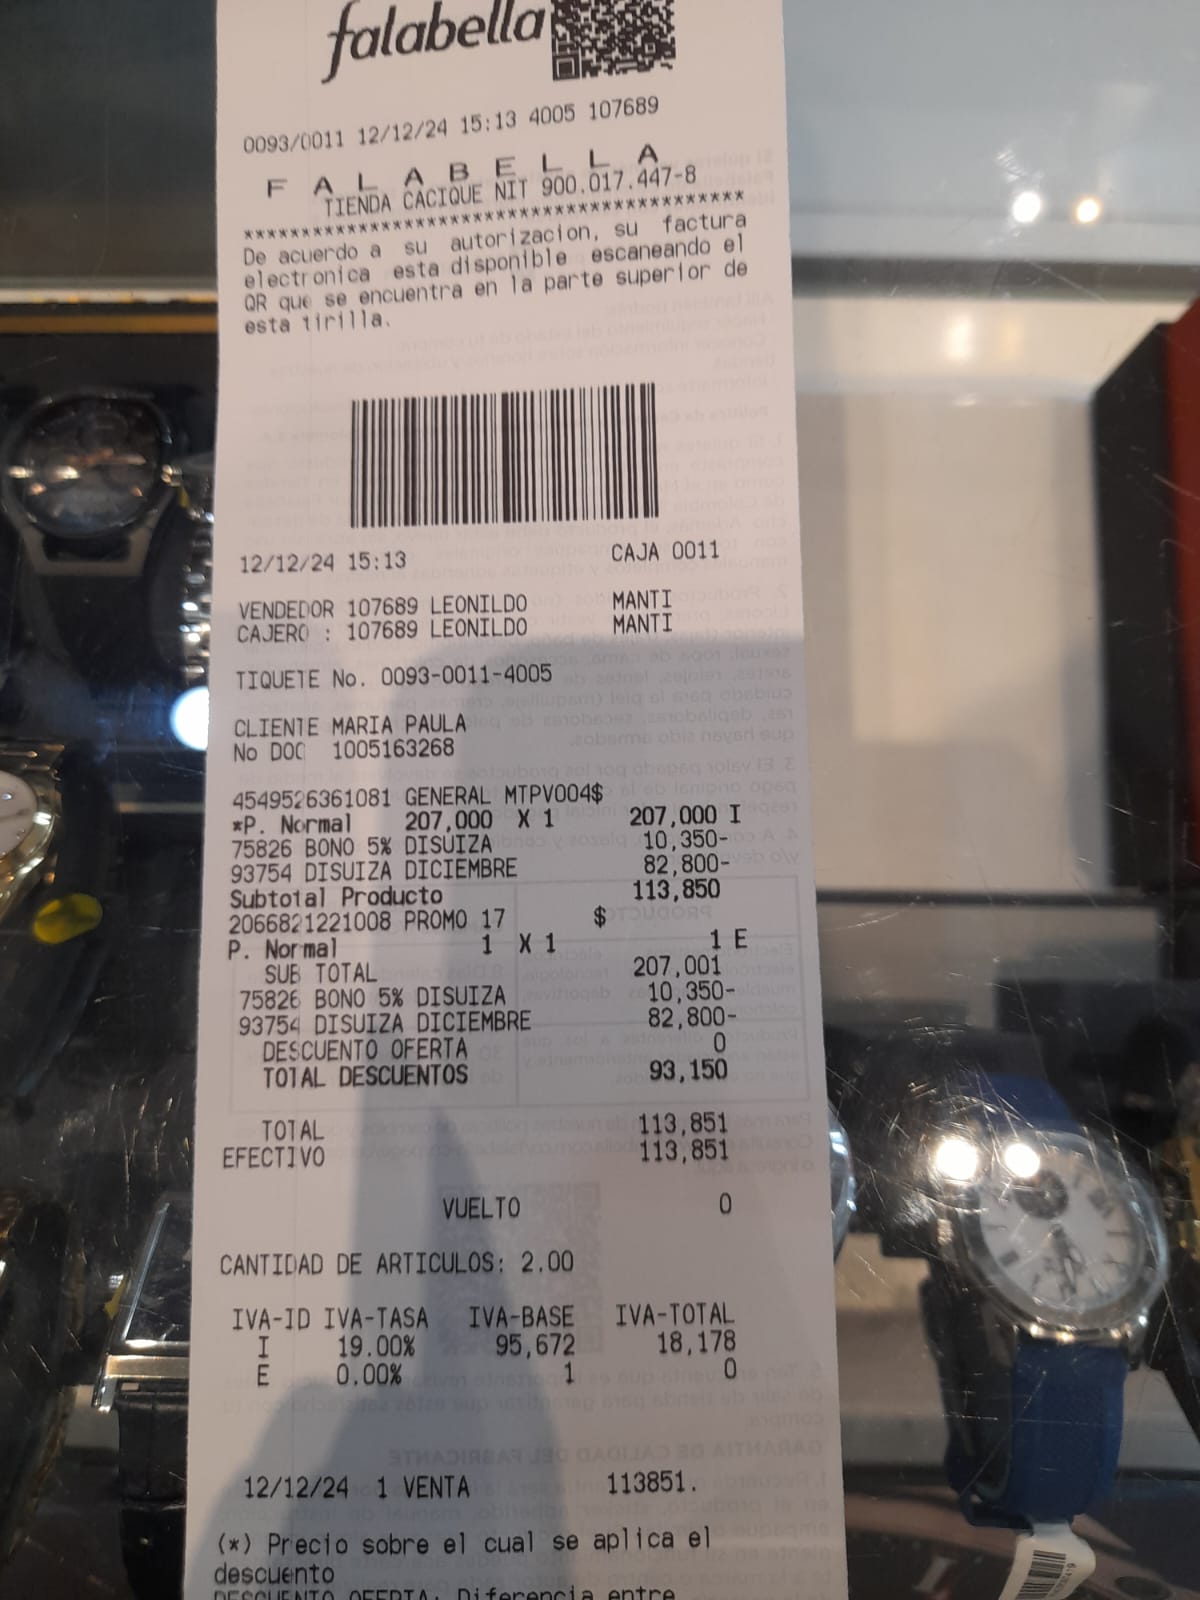 falabella
0093/0011 12/12/24 15:13 4005 107689
F A L A B E L L A
TIENDA CACIQUE NIT 900.017.447-8
******************************************
De acuerdo a su autorizacion, su factura
electronica esta disponible escaneando el
QR que se encuentra en la parte superior de
esta tirilla.
12/12/24 15:13 CAJA 0011
VENDEDOR 107689 LEONILDO MANTI
CAJERO : 107689 LEONILDO MANTI
TIQUETE No. 0093-0011-4005
CLIENTE MARIA PAULA
No DOC 1005163268
4549526361081 GENERAL MTPV004$
*P. Normal 207,000 X 1 207,000 I
75826 BONO 5% DISUIZA 10,350-
93754 DISUIZA DICIEMBRE 82,800-
Subtotal Producto 113,850
2066821221008 PROMO 17 $
P. Normal 1 X 1 1 E
SUB TOTAL 207,001
75826 BONO 5% DISUIZA 10,350-
93754 DISUIZA DICIEMBRE 82,800-
DESCUENTO OFERTA 0
TOTAL DESCUENTOS 93,150
TOTAL 113,851
EFECTIVO 113,851
VUELTO 0
CANTIDAD DE ARTICULOS: 2.00
IVA-ID IVA-TASA IVA-BASE IVA-TOTAL
I 19.00% 95,672 18,178
E 0.00% 1 0
12/12/24 1 VENTA 113851.
(*) Precio sobre el cual se aplica el
descuento
DESCUENTO OFERTA: Diferencia entre